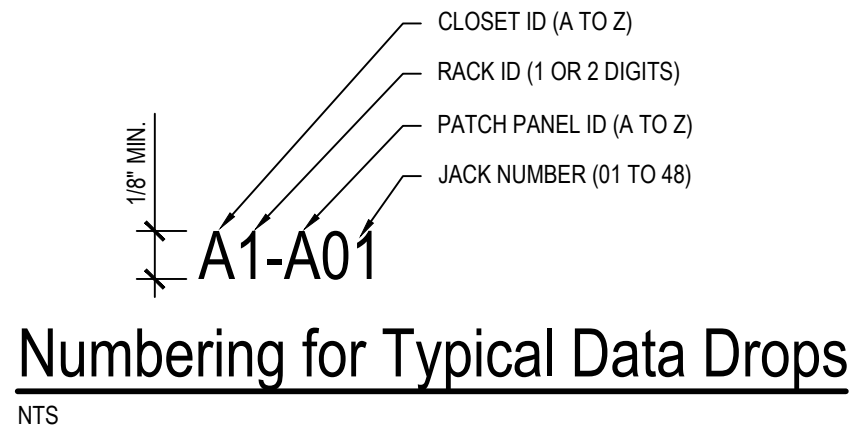 CLOSET ID (A TO Z)
RACK ID (1 OR 2 DIGITS)
PATCH PANEL ID (A TO Z)
JACK NUMBER (01 TO 48)
1/8" MIN.
A1-A01
Numbering for Typical Data Drops
NTS